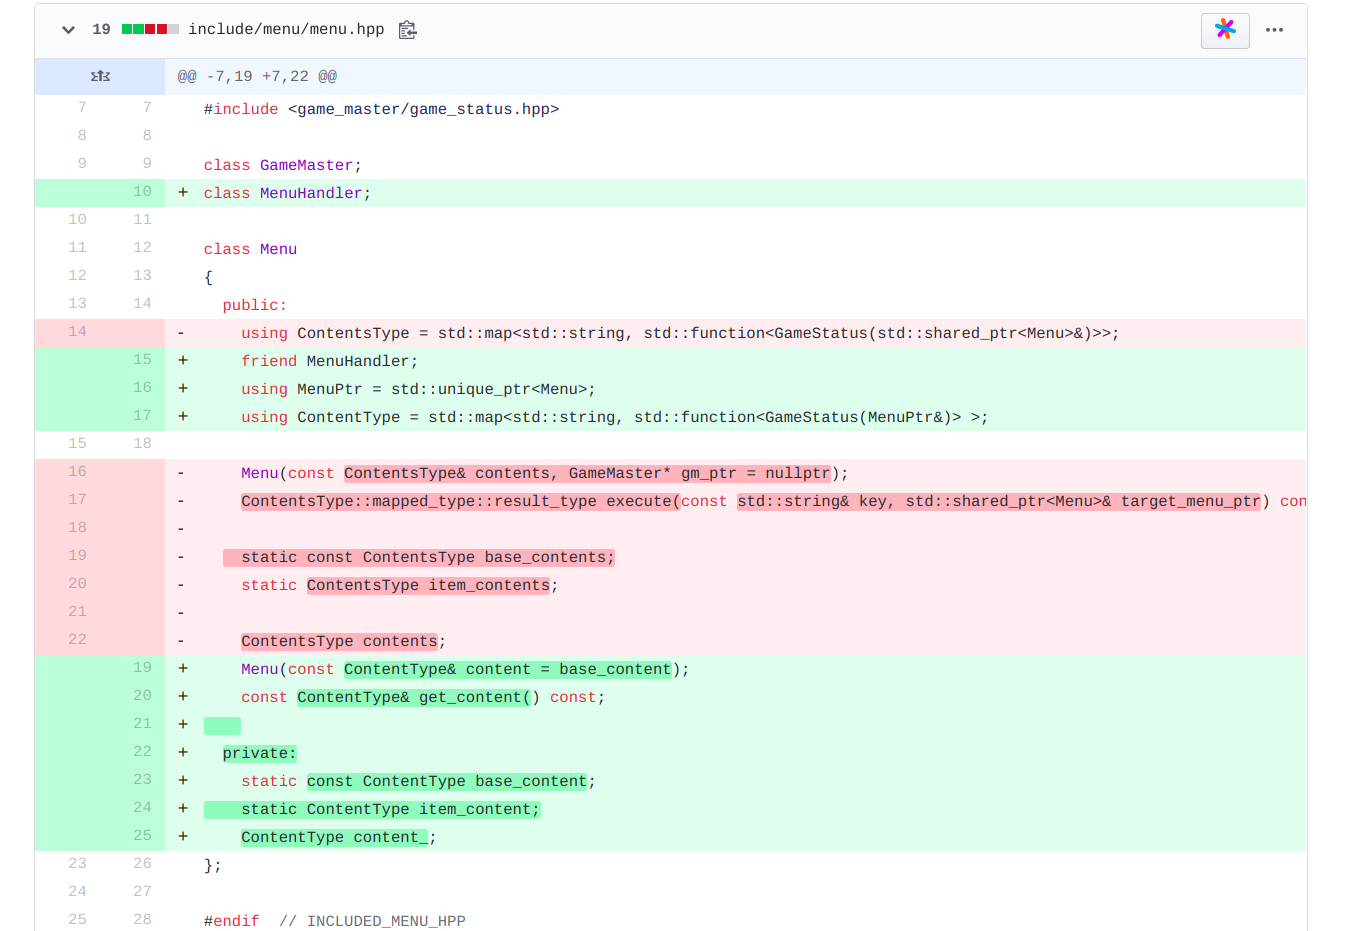 19 include/menu/menu.hpp
@@ -7,19 +7,22 @@
7 7 #include <game_master/game_status.hpp>
8 8
9 9 class GameMaster;
10 + class MenuHandler;
10 11
11 12 class Menu
12 13 {
13 14 public:
14 - using ContentsType = std::map<std::string, std::function<GameStatus(std::shared_ptr<Menu>&)>>;
15 + friend MenuHandler;
16 + using MenuPtr = std::unique_ptr<Menu>;
17 + using ContentType = std::map<std::string, std::function<GameStatus(MenuPtr&)> >;
15 18
16 - Menu(const ContentsType& contents, GameMaster* gm_ptr = nullptr);
17 - ContentsType::mapped_type::result_type execute(const std::string& key, std::shared_ptr<Menu>& target_menu_ptr) con
18 -
19 - static const ContentsType base_contents;
20 - static ContentsType item_contents;
21 -
22 - ContentsType contents;
19 + Menu(const ContentType& content = base_content);
20 + const ContentType& get_content() const;
21 +
22 + private:
23 + static const ContentType base_content;
24 + static ContentType item_content;
25 + ContentType content_;
23 26 };
24 27
25 28 #endif // INCLUDED_MENU_HPP